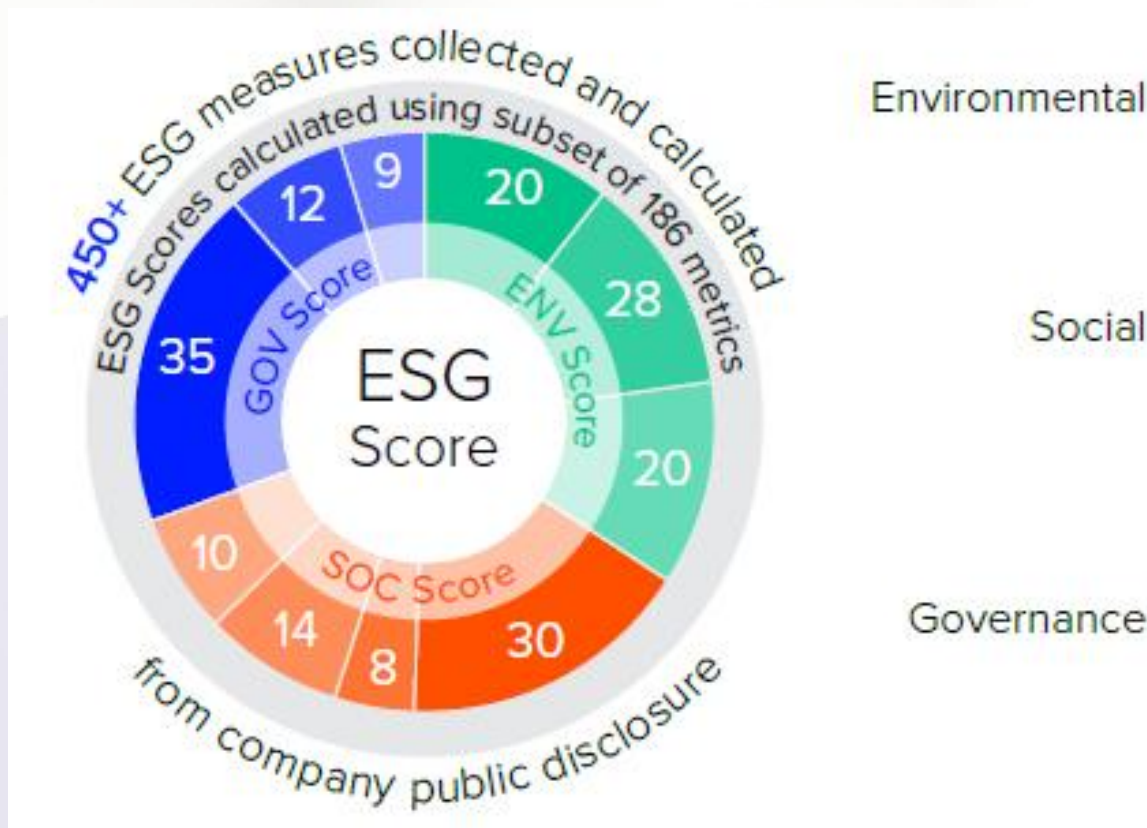 450+ ESG measures collected and calculated
ESG Scores calculated using subset of 186 metrics
9
20
12
28
35
20
10
14
8
30
GOV Score
ENV Score
SOC Score
ESG
Score
from company public disclosure
Environmental
Social
Governance